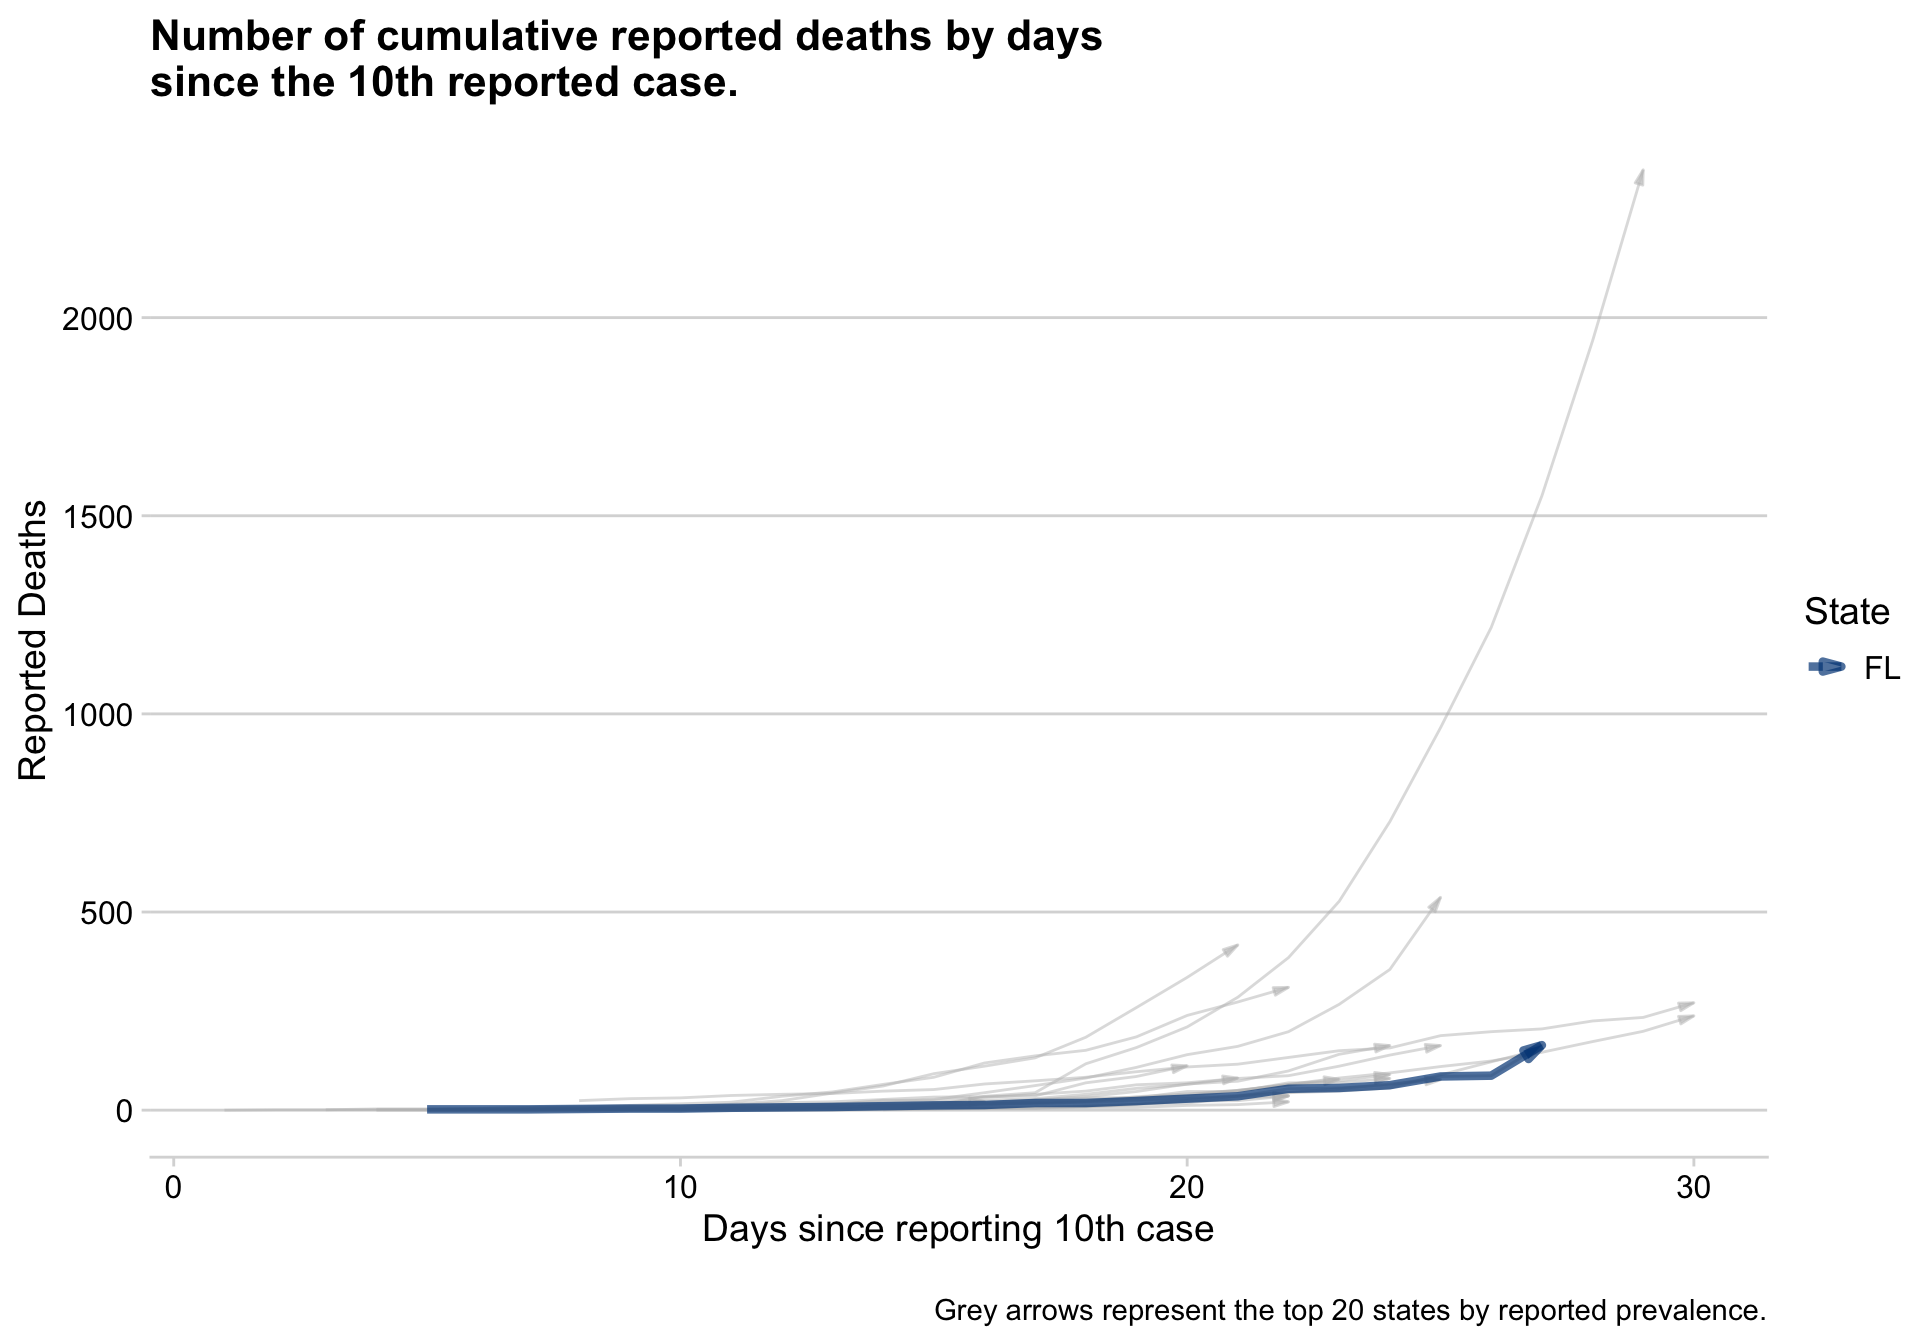 Number of cumulative reported deaths by days
since the 10th reported case.
Reported Deaths
2000
1500
1000
500
0
0 10 20 30
Days since reporting 10th case
State
FL
Grey arrows represent the top 20 states by reported prevalence.